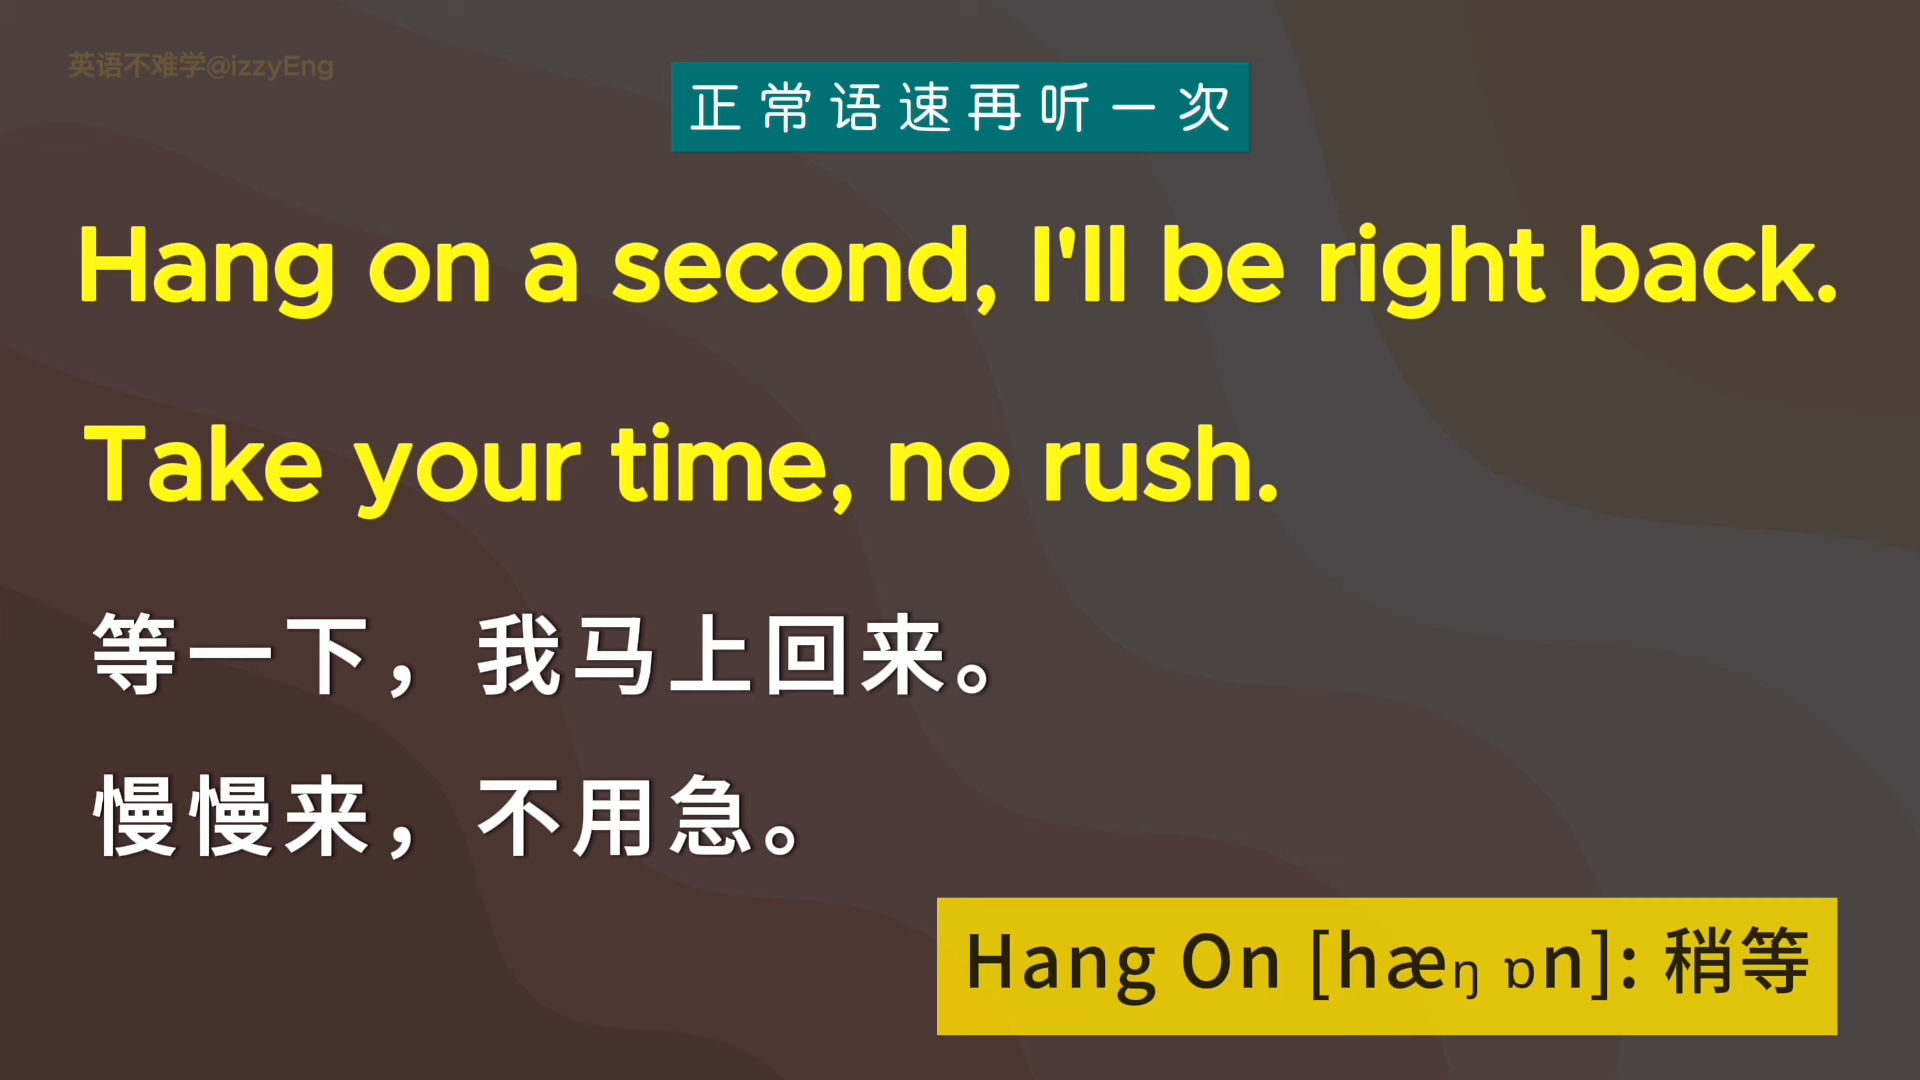 英语不难学@izzyEng
正常语速再听一次
Hang on a second, I'll be right back.
Take your time, no rush.
等一下，我马上回来。
慢慢来，不用急。
Hang On [hæŋ ɒn]: 稍等